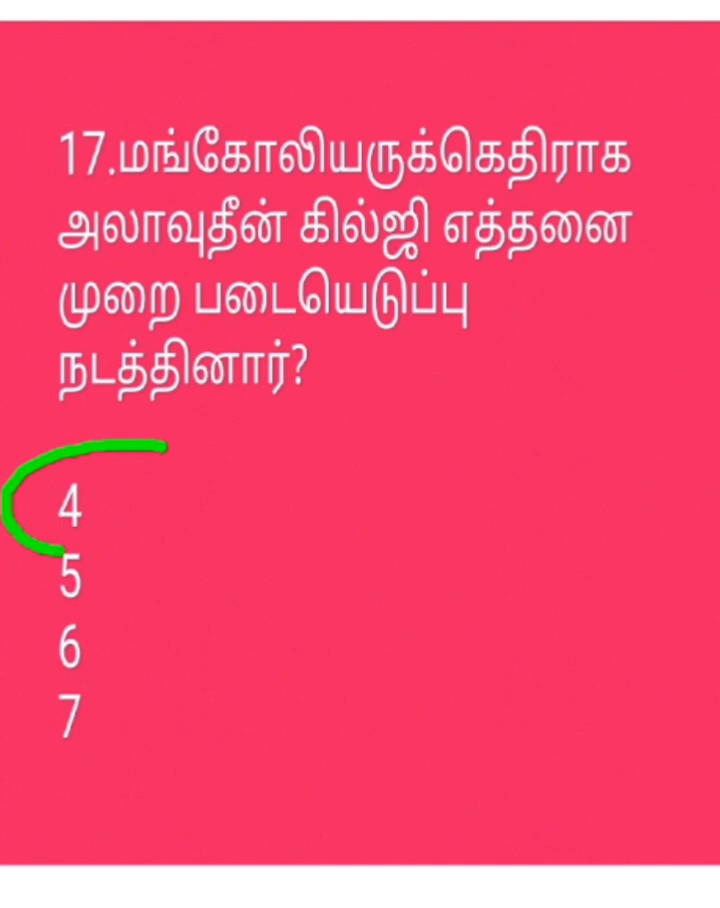 17.மங்கோலியருக்கெதிராக
அலாவுதீன் கில்ஜி எத்தனை
முறை படையெடுப்பு
நடத்தினார்?
4
5
6
7